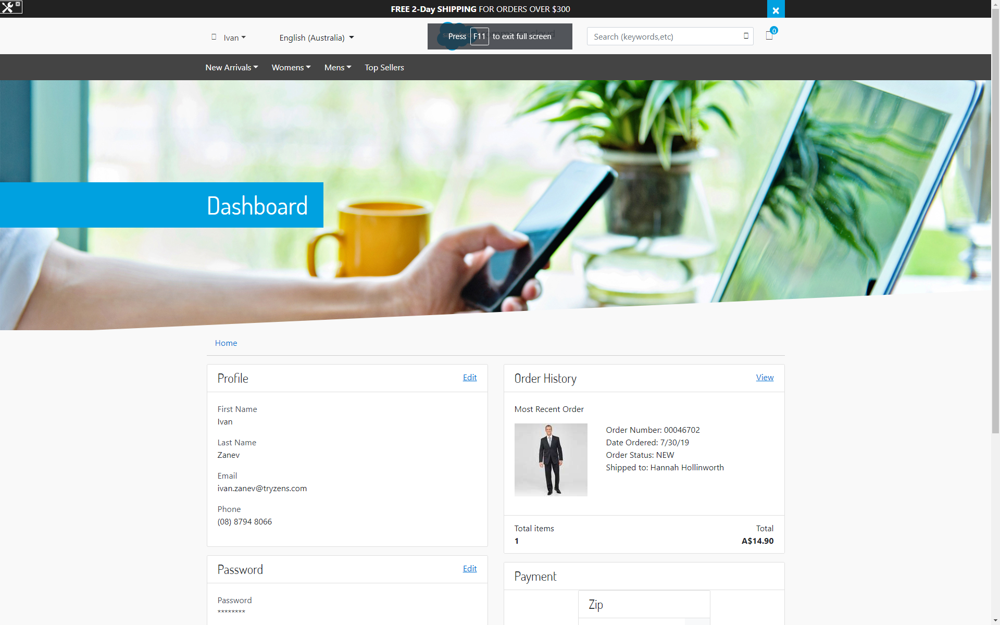 FREE 2-Day SHIPPING FOR ORDERS OVER $300
Ivan
English (Australia)
Press F11 to exit full screen
Search (keywords,etc)
0
New Arrivals
Womens
Mens
Top Sellers
Dashboard
Home
Profile
Edit
First Name
Ivan
Last Name
Zanev
Email
ivan.zanev@tryzens.com
Phone
(08) 8794 8066
Password
Edit
Password
********
Order History
View
Most Recent Order
Order Number: 00046702
Date Ordered: 7/30/19
Order Status: NEW
Shipped to: Hannah Hollinworth
Total items
Total
1
A$14.90
Payment
Zip